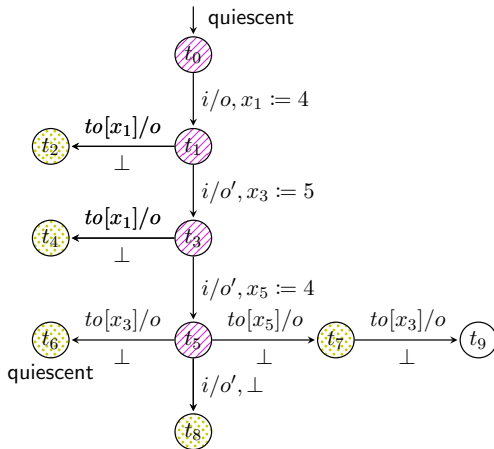 quiescent
t₀
i/o, x₁ := 4
to[x₁]/o
t₂
⊥
t₁
i/o′, x₃ := 5
to[x₁]/o
t₄
⊥
t₃
i/o′, x₅ := 4
to[x₃]/o
to[x₅]/o
to[x₃]/o
t₆
⊥
t₅
⊥
t₇
⊥
t₉
quiescent
i/o′, ⊥
t₈